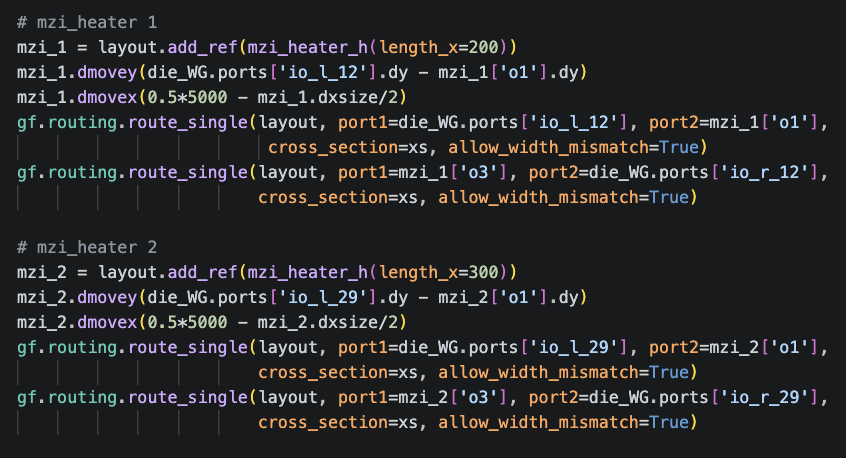 # mzi_heater 1
mzi_1 = layout.add_ref(mzi_heater_h(length_x=200))
mzi_1.dmovey(die_WG.ports['io_l_12'].dy - mzi_1['o1'].dy)
mzi_1.dmovex(0.5*5000 - mzi_1.dxsize/2)
gf.routing.route_single(layout, port1=die_WG.ports['io_l_12'], port2=mzi_1['o1'],
cross_section=xs, allow_width_mismatch=True)
gf.routing.route_single(layout, port1=mzi_1['o3'], port2=die_WG.ports['io_r_12'],
cross_section=xs, allow_width_mismatch=True)
# mzi_heater 2
mzi_2 = layout.add_ref(mzi_heater_h(length_x=300))
mzi_2.dmovey(die_WG.ports['io_l_29'].dy - mzi_2['o1'].dy)
mzi_2.dmovex(0.5*5000 - mzi_2.dxsize/2)
gf.routing.route_single(layout, port1=die_WG.ports['io_l_29'], port2=mzi_2['o1'],
cross_section=xs, allow_width_mismatch=True)
gf.routing.route_single(layout, port1=mzi_2['o3'], port2=die_WG.ports['io_r_29'],
cross_section=xs, allow_width_mismatch=True)